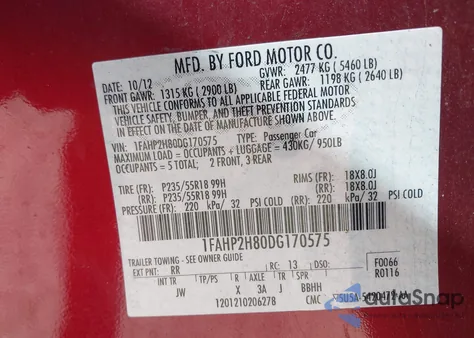 MFD. BY FORD MOTOR CO.
10/12 GVWR: 2477 KG ( 5460 LB)
FRONT GAWR: 1315 KG ( 2900 LB) REAR GAWR: 1198 KG ( 2640 LB)
THIS VEHICLE CONFORMS TO ALL APPLICABLE FEDERAL MOTOR
VEHICLE SAFETY, BUMPER, AND THEFT PREVENTION STANDARDS
IN EFFECT ON THE DATE OF MANUFACTURE SHOWN ABOVE.
VIN: 1FAHP2H80DG170575 TYPE: Passenger Car
MAXIMUM LOAD = OCCUPANTS + LUGGAGE = 430KG/ 950LB
OCCUPANTS = 5 TOTAL; 2 FRONT, 3 REAR
TIRE (FR): P235/55R18 99H RIMS (FR): 18X8.0J
(RR): P235/55R18 99H (RR): 18X8.0J
PRESSURE (FR): 220 kPa/ 32 PSI COLD (RR): 220 kPa/ 32 PSI COLD
1FAHP2H80DG170575
TRAILER TOWING - SEE OWNER GUIDE
EXT PNT: RR RC: 13 DSO: F0066
R0116
INT TR TP/PS R AXLE TR SPR
JW X 3A J BBHH
1201210206278 CMC
autoSnap